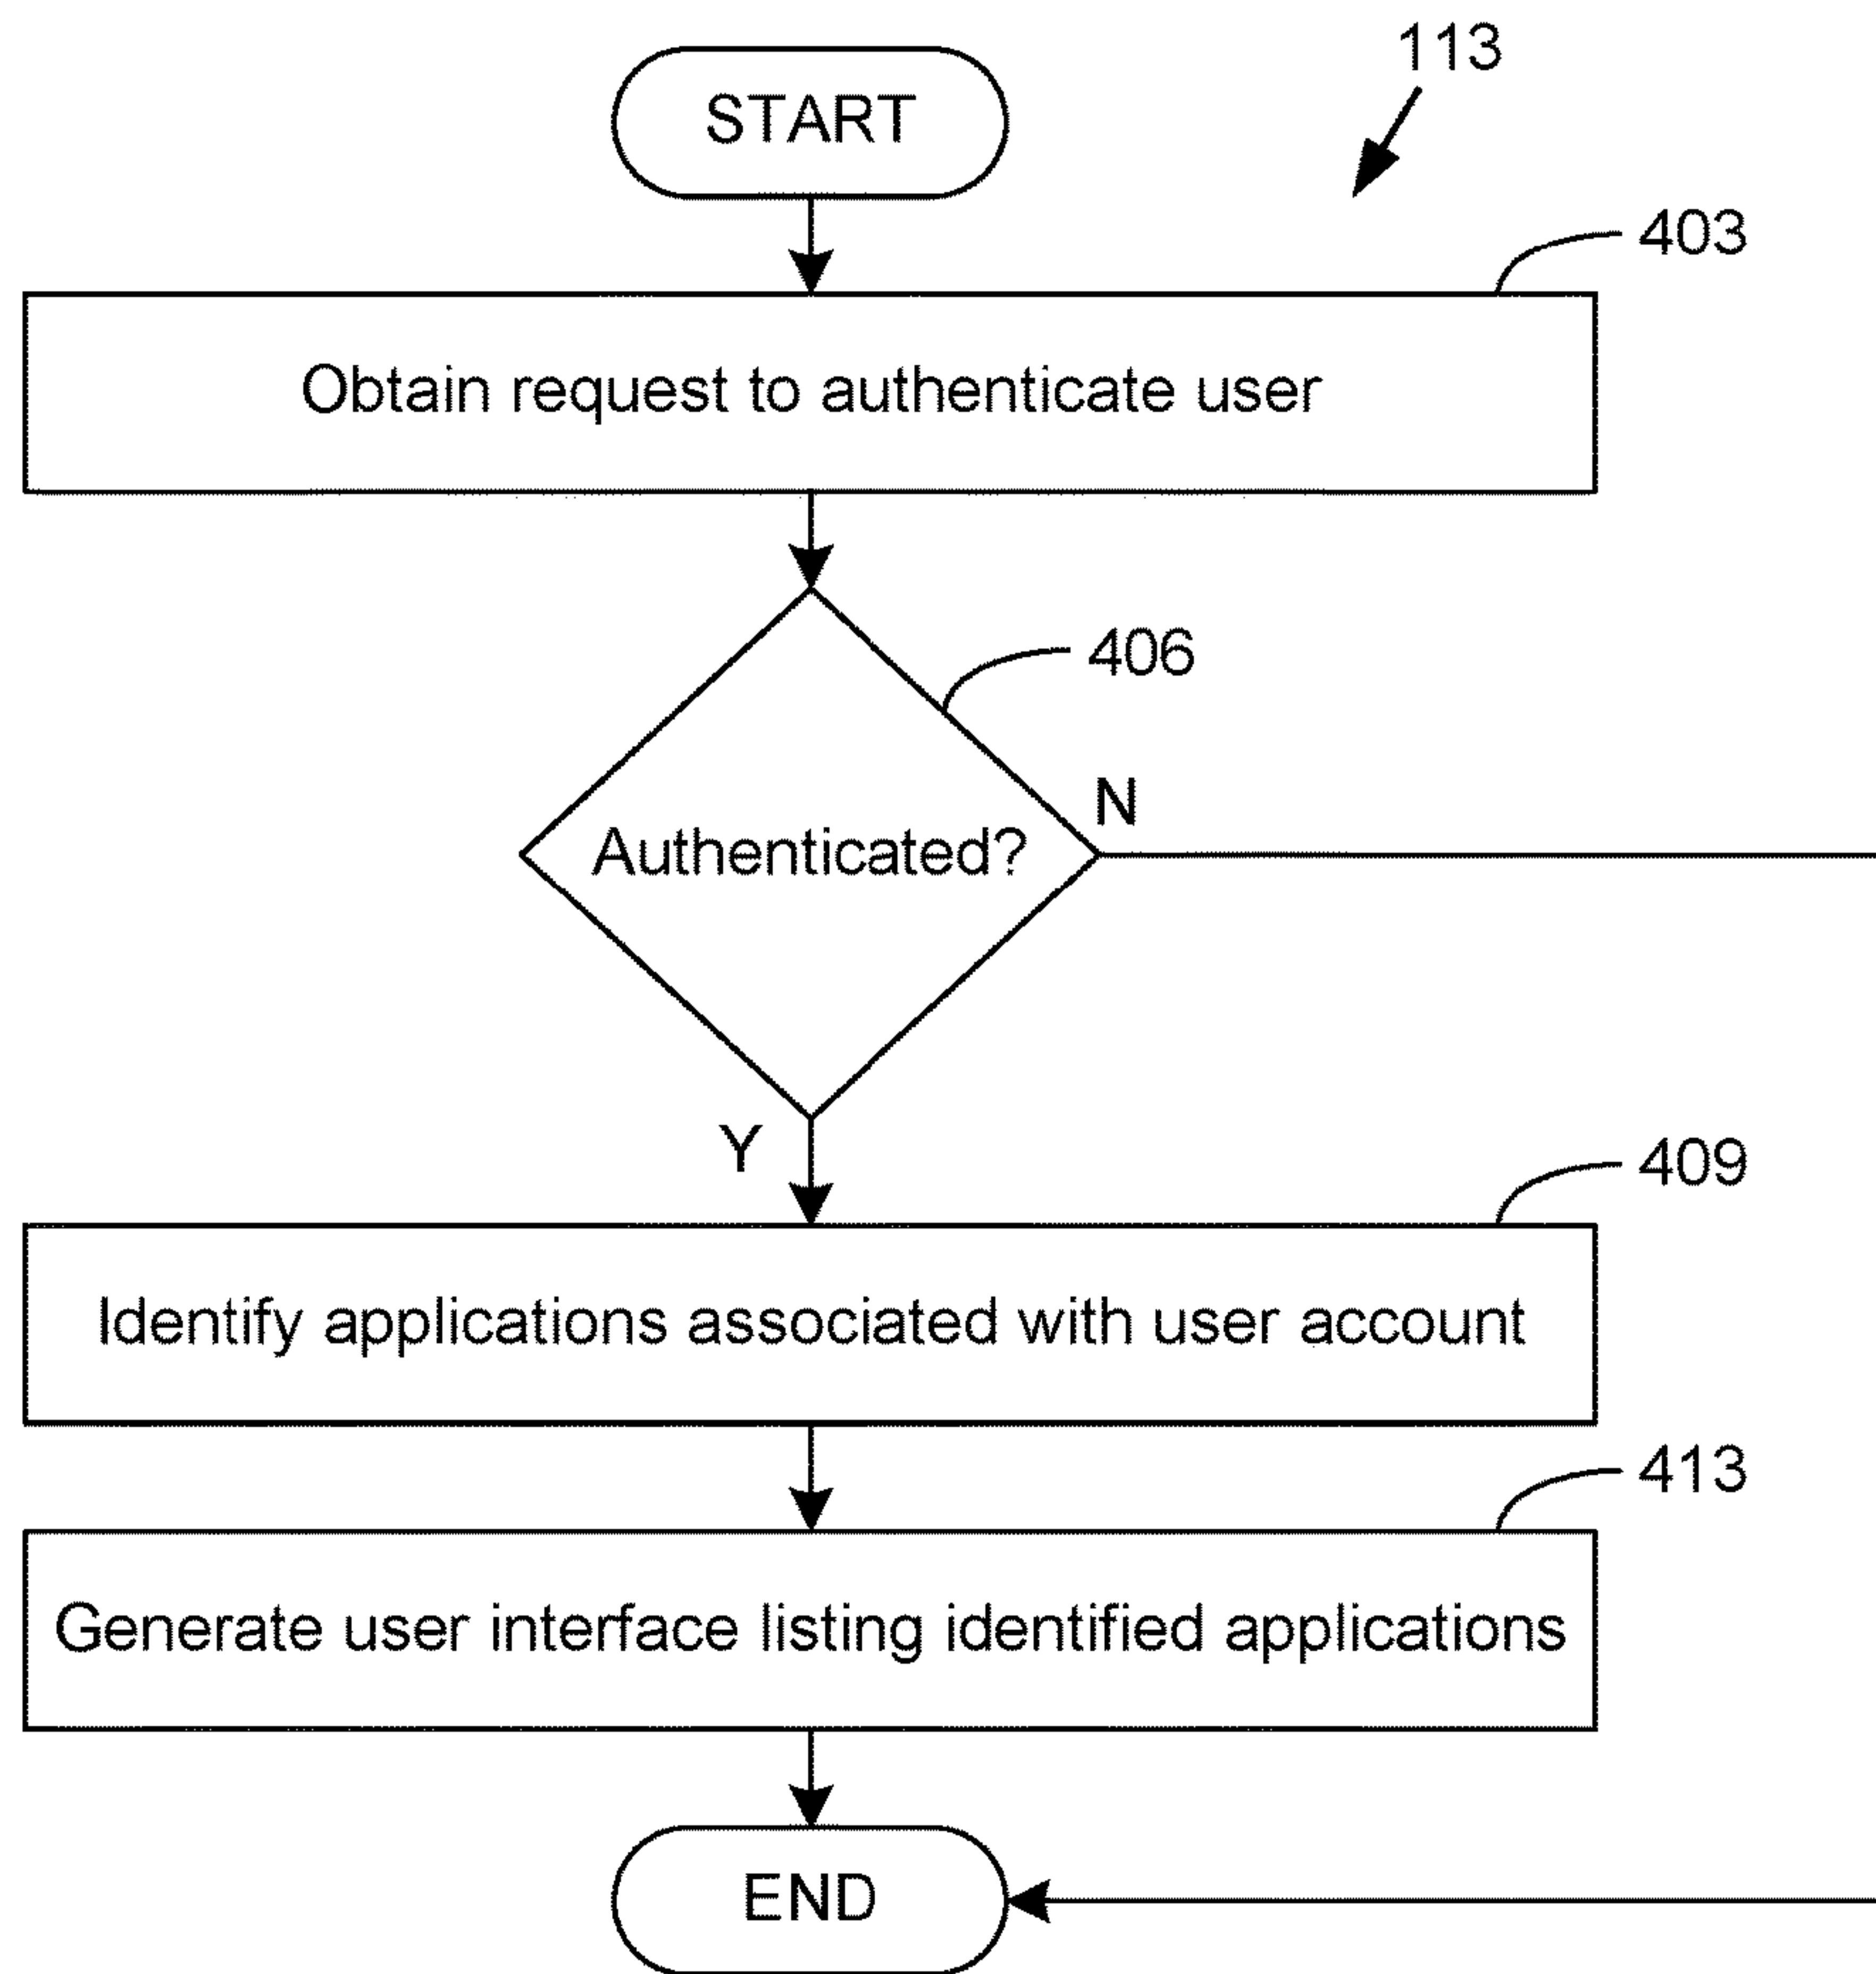 113
START
403
Obtain request to authenticate user
406
N
Authenticated?
Y
409
Identify applications associated with user account
413
Generate user interface listing identified applications
END